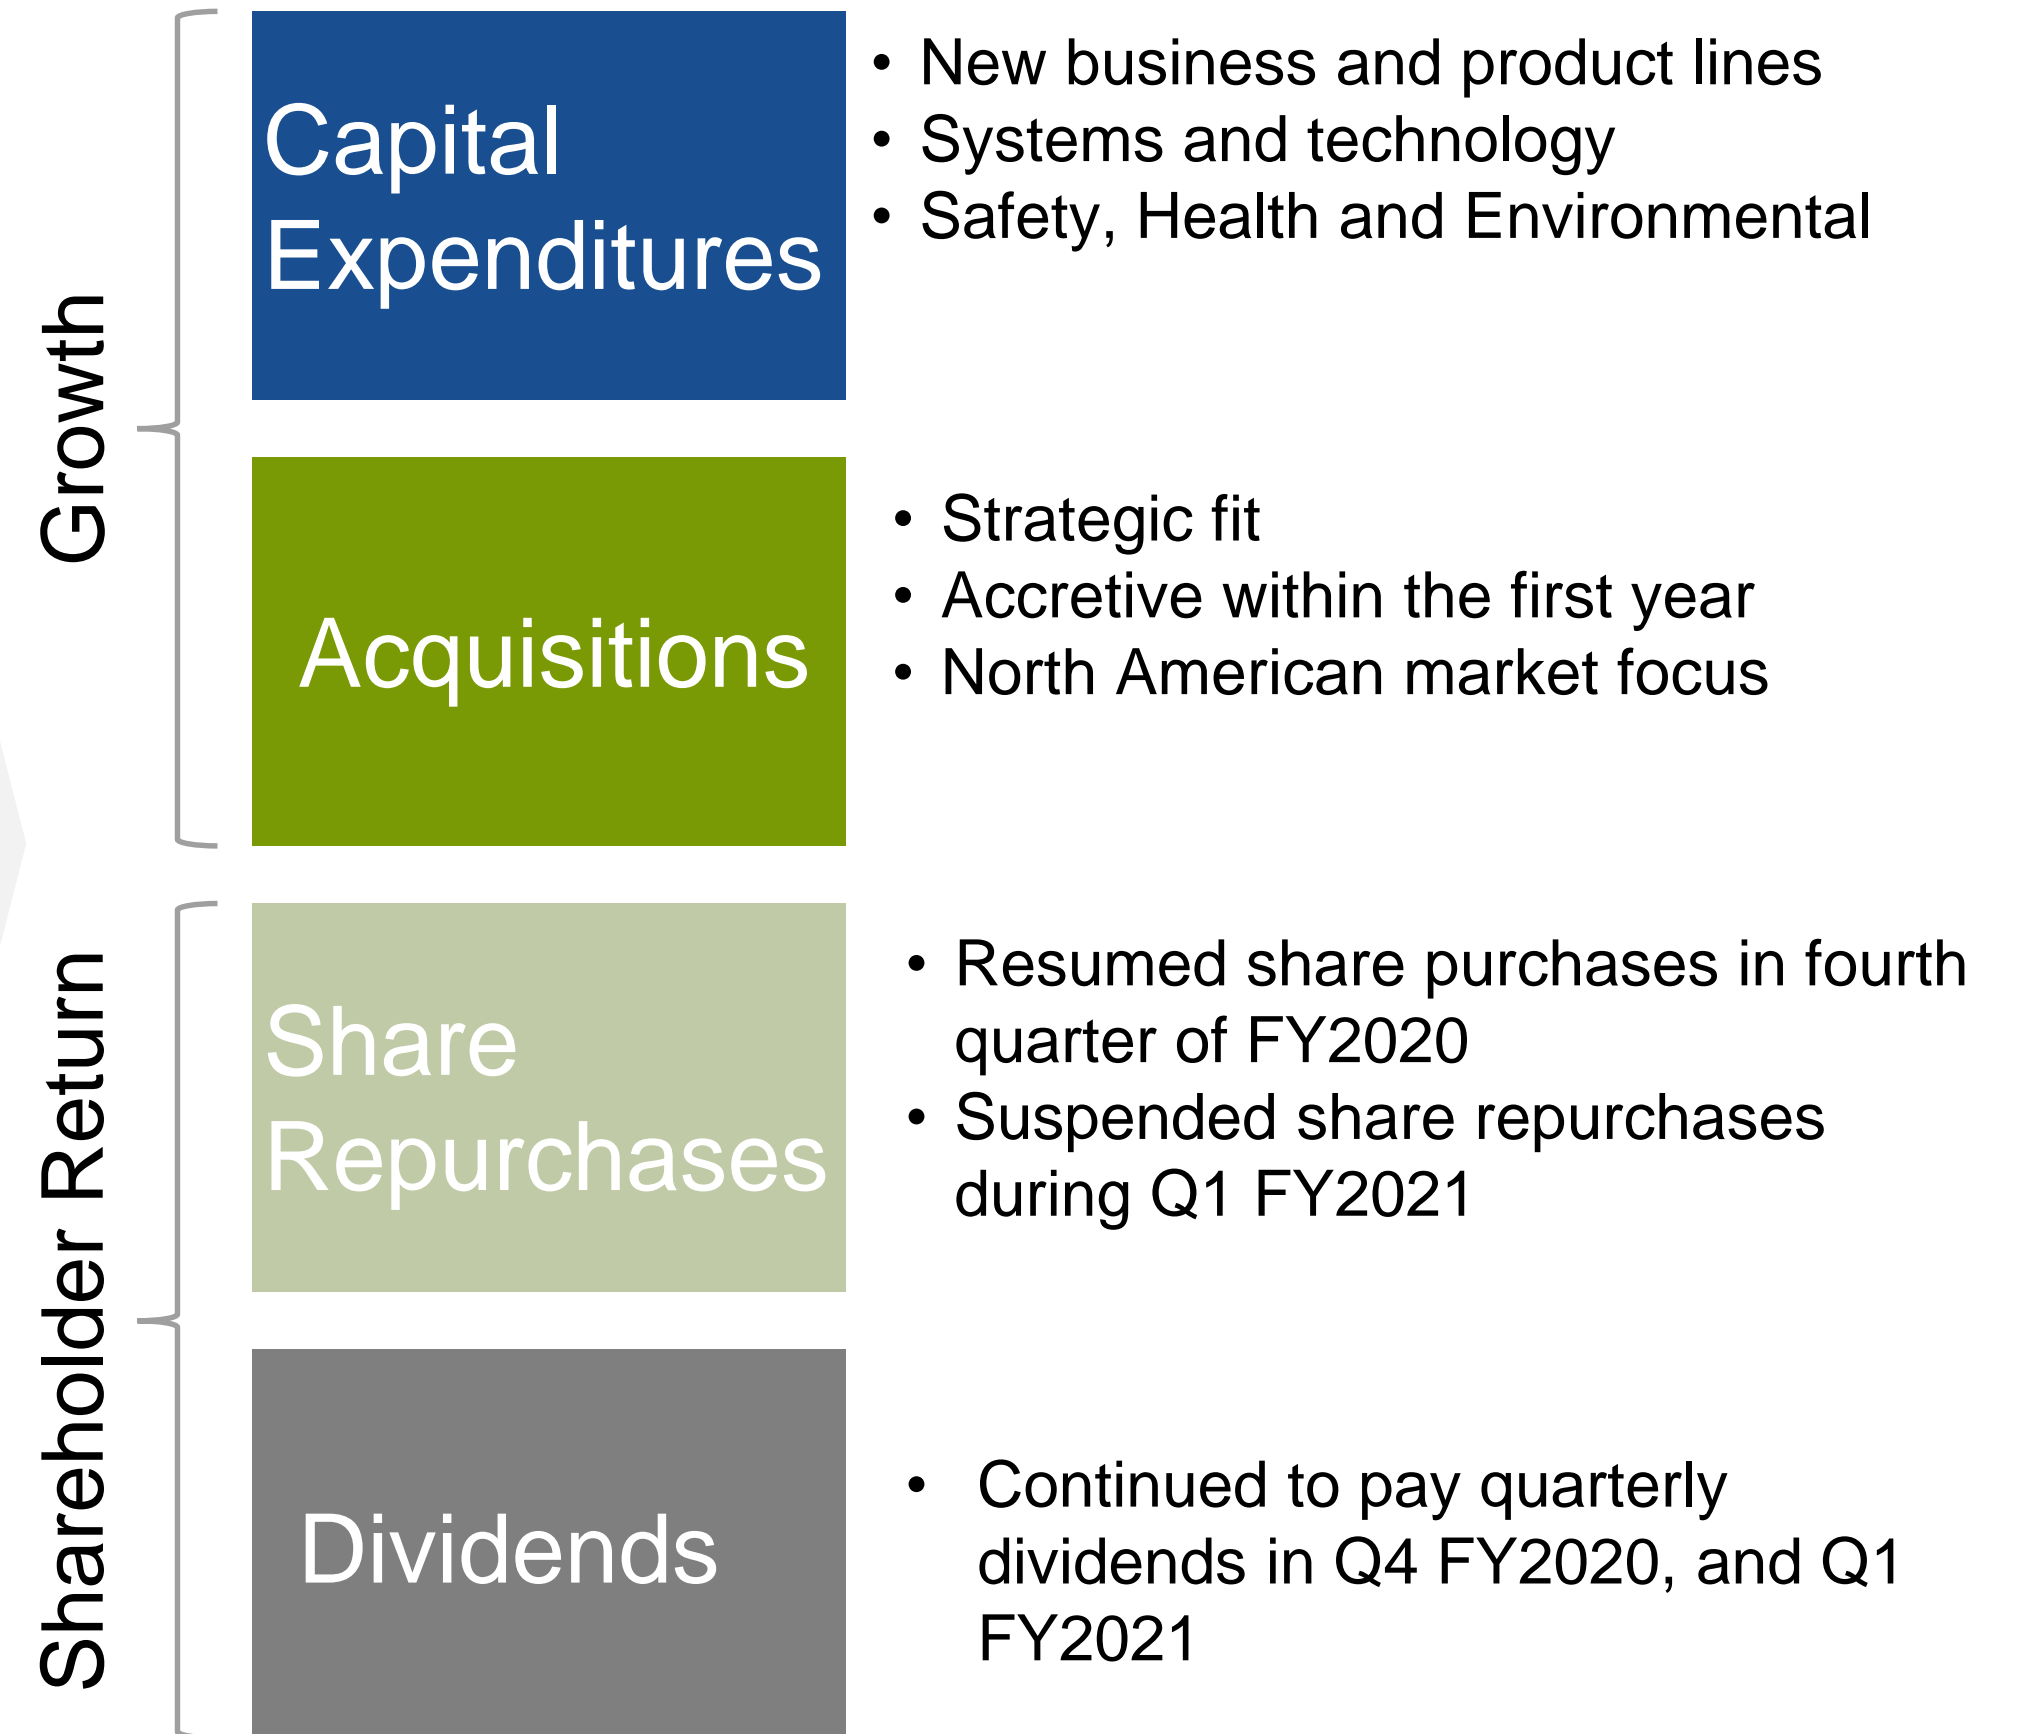 Growth
Capital
Expenditures
• New business and product lines
• Systems and technology
• Safety, Health and Environmental
Acquisitions
• Strategic fit
• Accretive within the first year
• North American market focus
Shareholder Return
Share
Repurchases
• Resumed share purchases in fourth
quarter of FY2020
• Suspended share repurchases
during Q1 FY2021
Dividends
• Continued to pay quarterly
dividends in Q4 FY2020, and Q1
FY2021